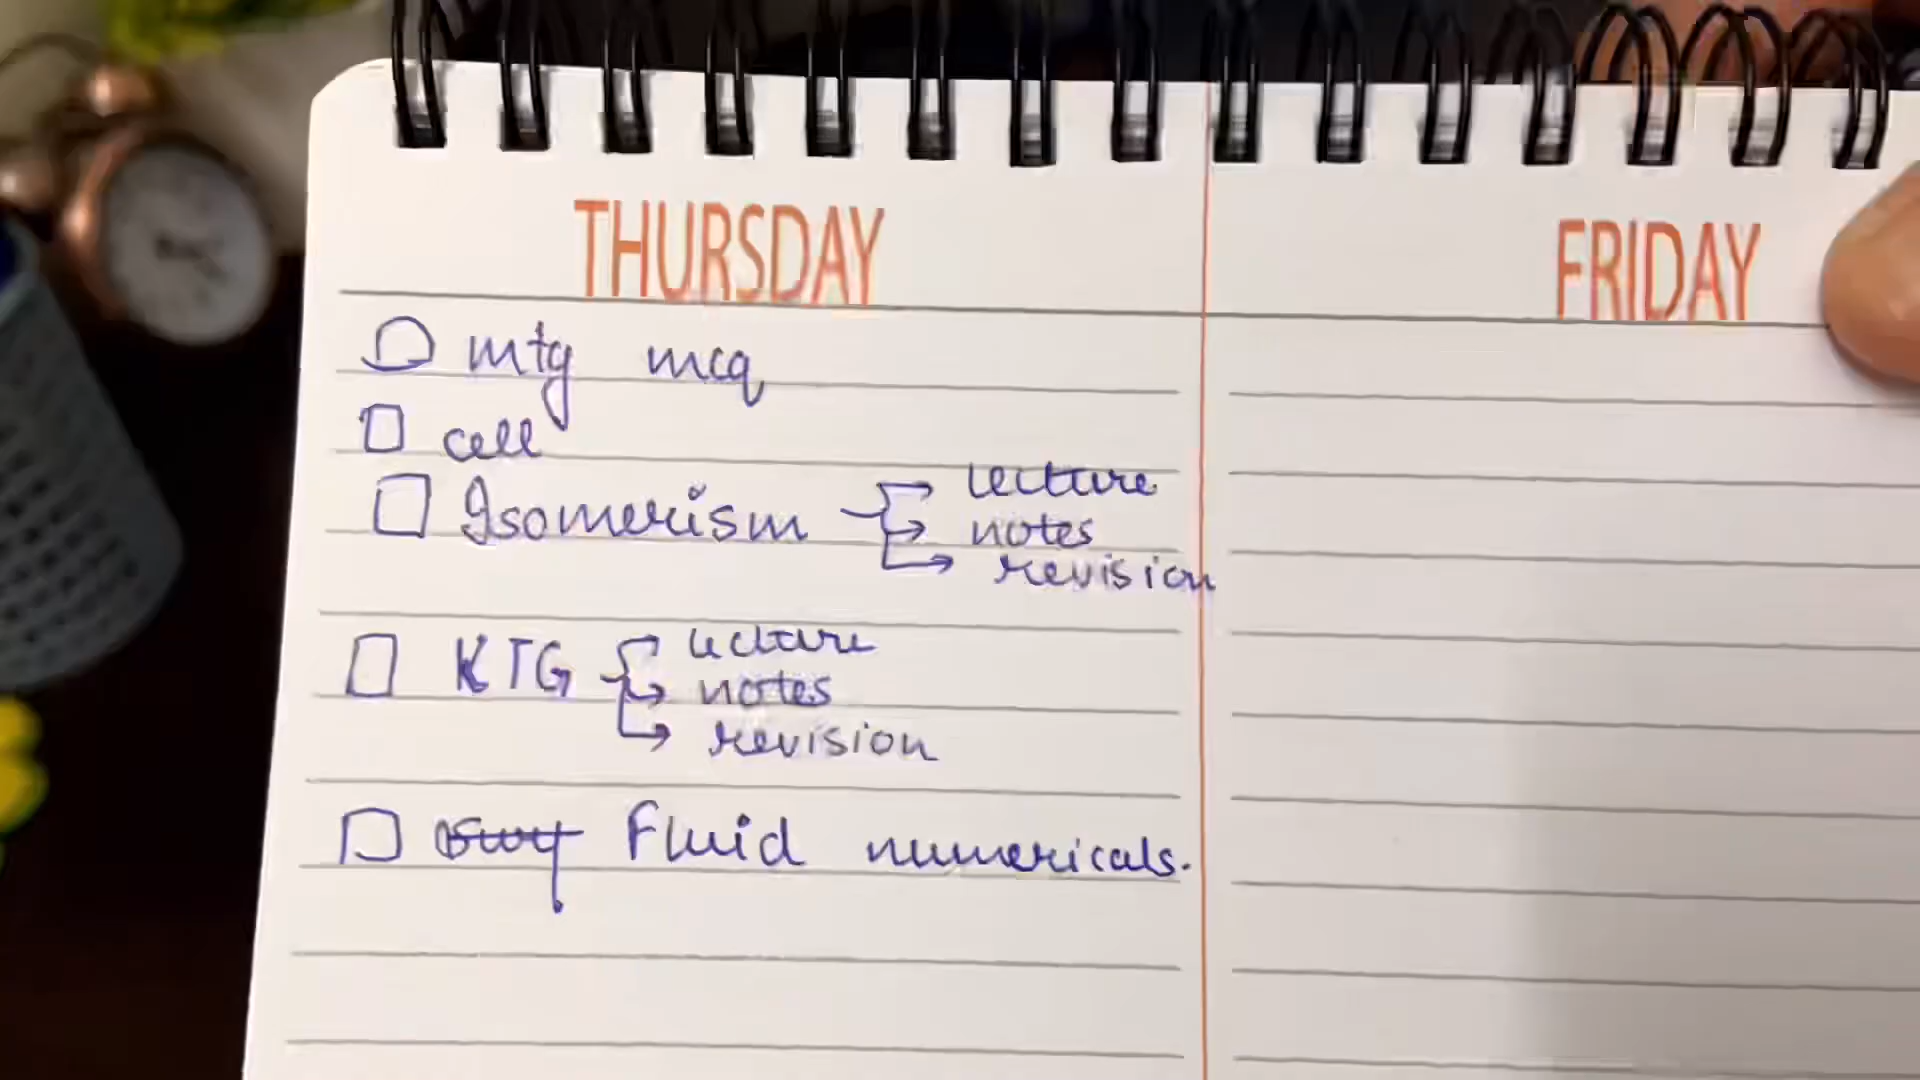 THURSDAY
FRIDAY
mtg mcq
cell
Isomerism
lecture
notes
revision
KTG
lecture
notes
revision
Fluid numericals.